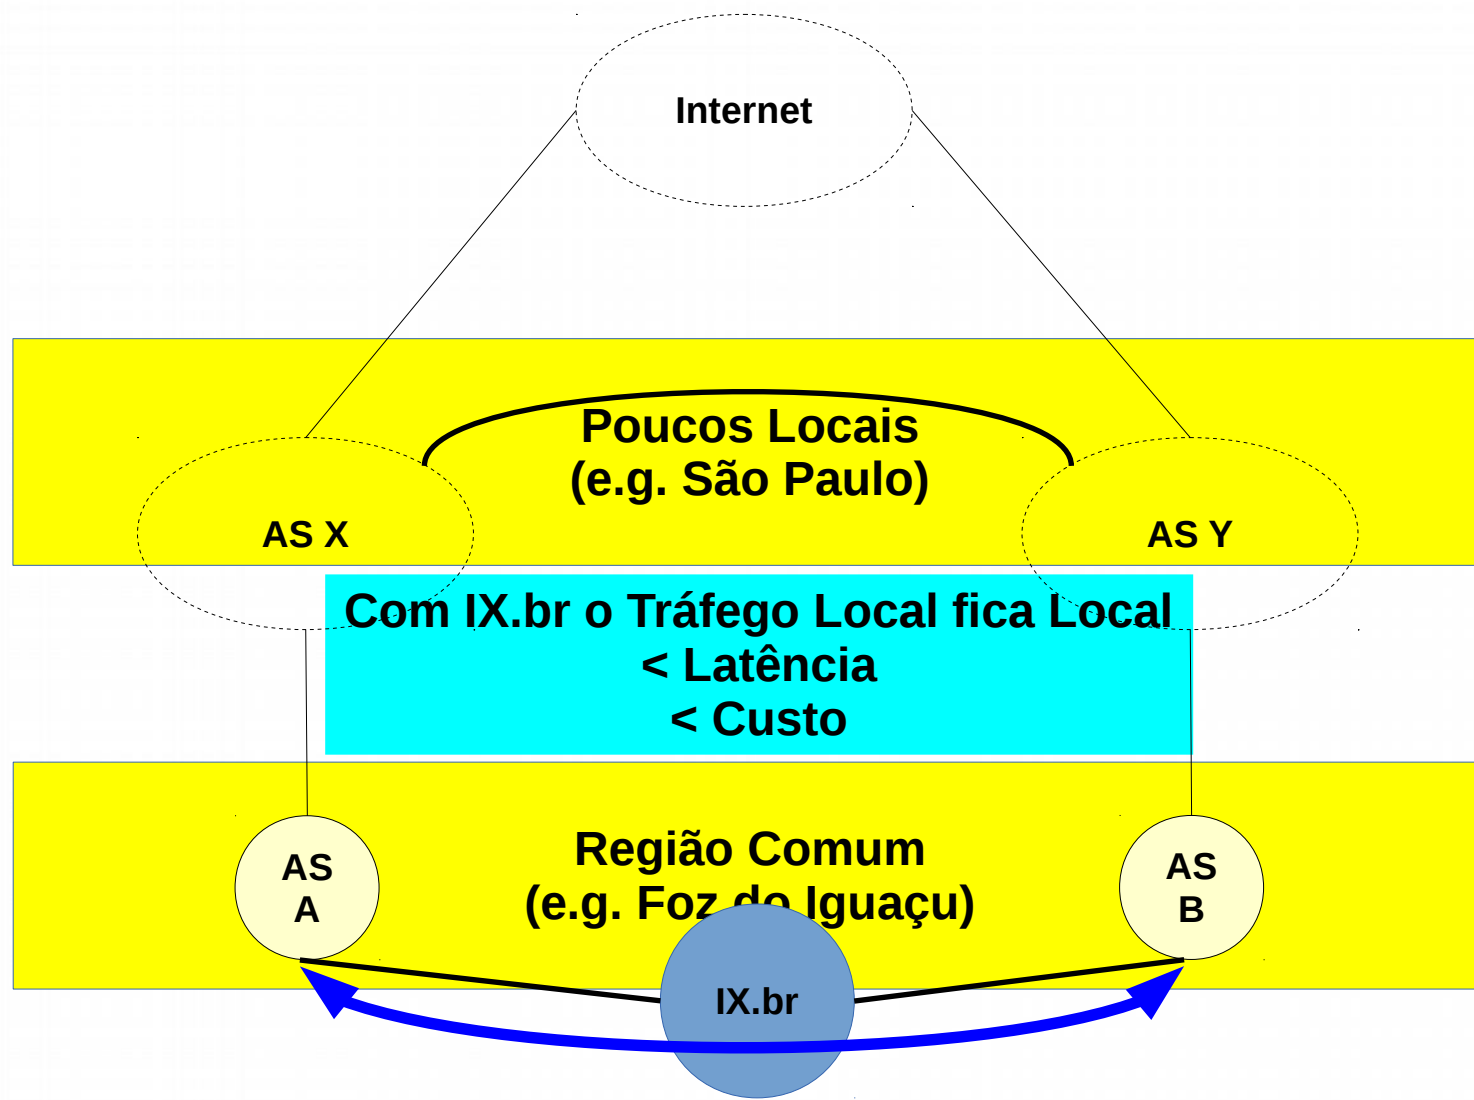 Internet
Poucos Locais
(e.g. São Paulo)
AS X
AS Y
Com IX.br o Tráfego Local fica Local
< Latência
< Custo
Região Comum
(e.g. Foz do Iguaçu)
AS
A
AS
B
IX.br